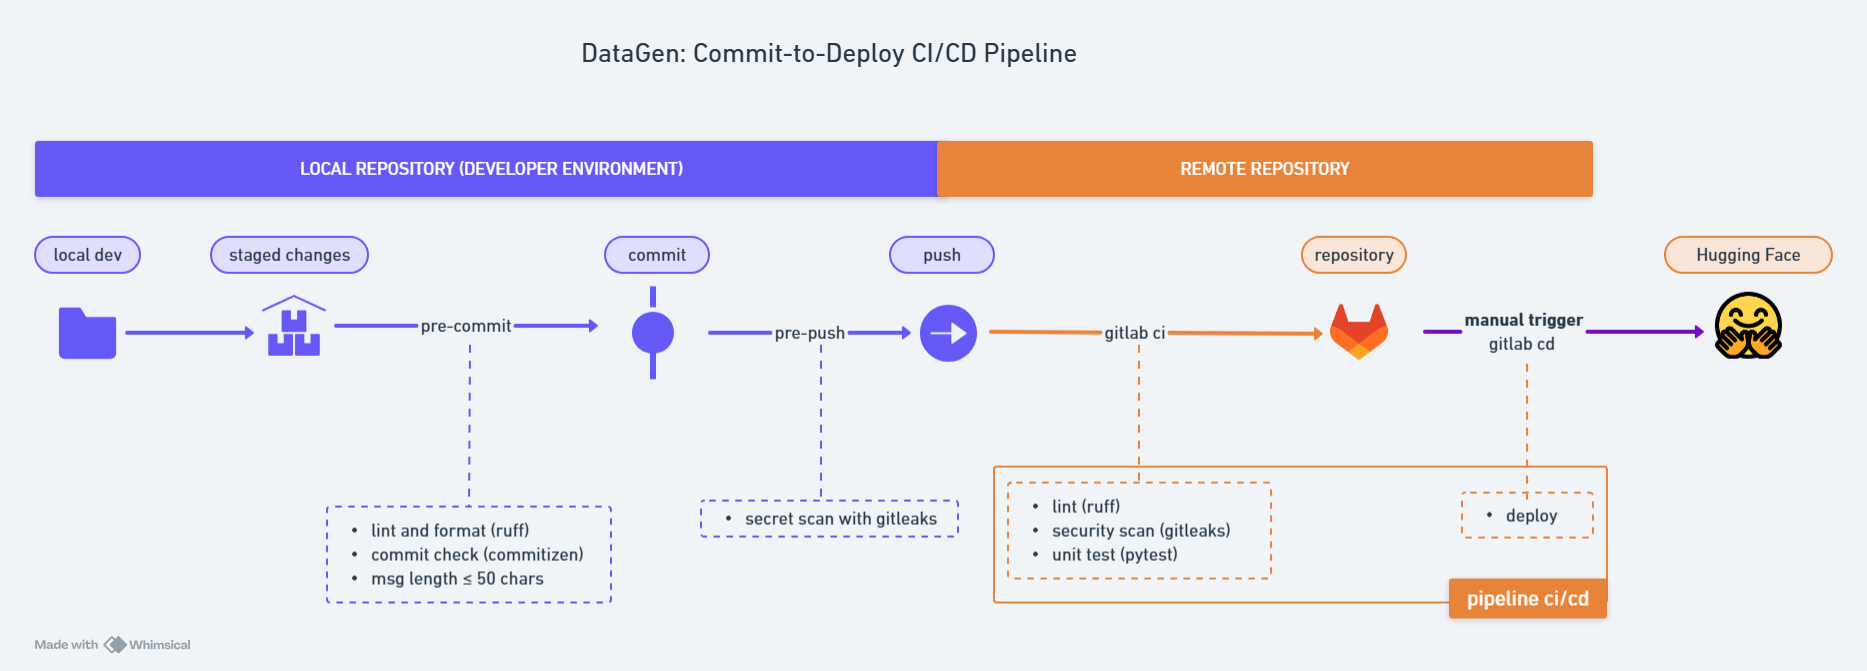 DataGen: Commit-to-Deploy CI/CD Pipeline
LOCAL REPOSITORY (DEVELOPER ENVIRONMENT)
REMOTE REPOSITORY
local dev
staged changes
commit
push
repository
Hugging Face
pre-commit
pre-push
gitlab ci
manual trigger
gitlab cd
• lint and format (ruff)
• commit check (commitizen)
• msg length ≤ 50 chars
• secret scan with gitleaks
• lint (ruff)
• security scan (gitleaks)
• unit test (pytest)
• deploy
pipeline ci/cd
Made with Whimsical